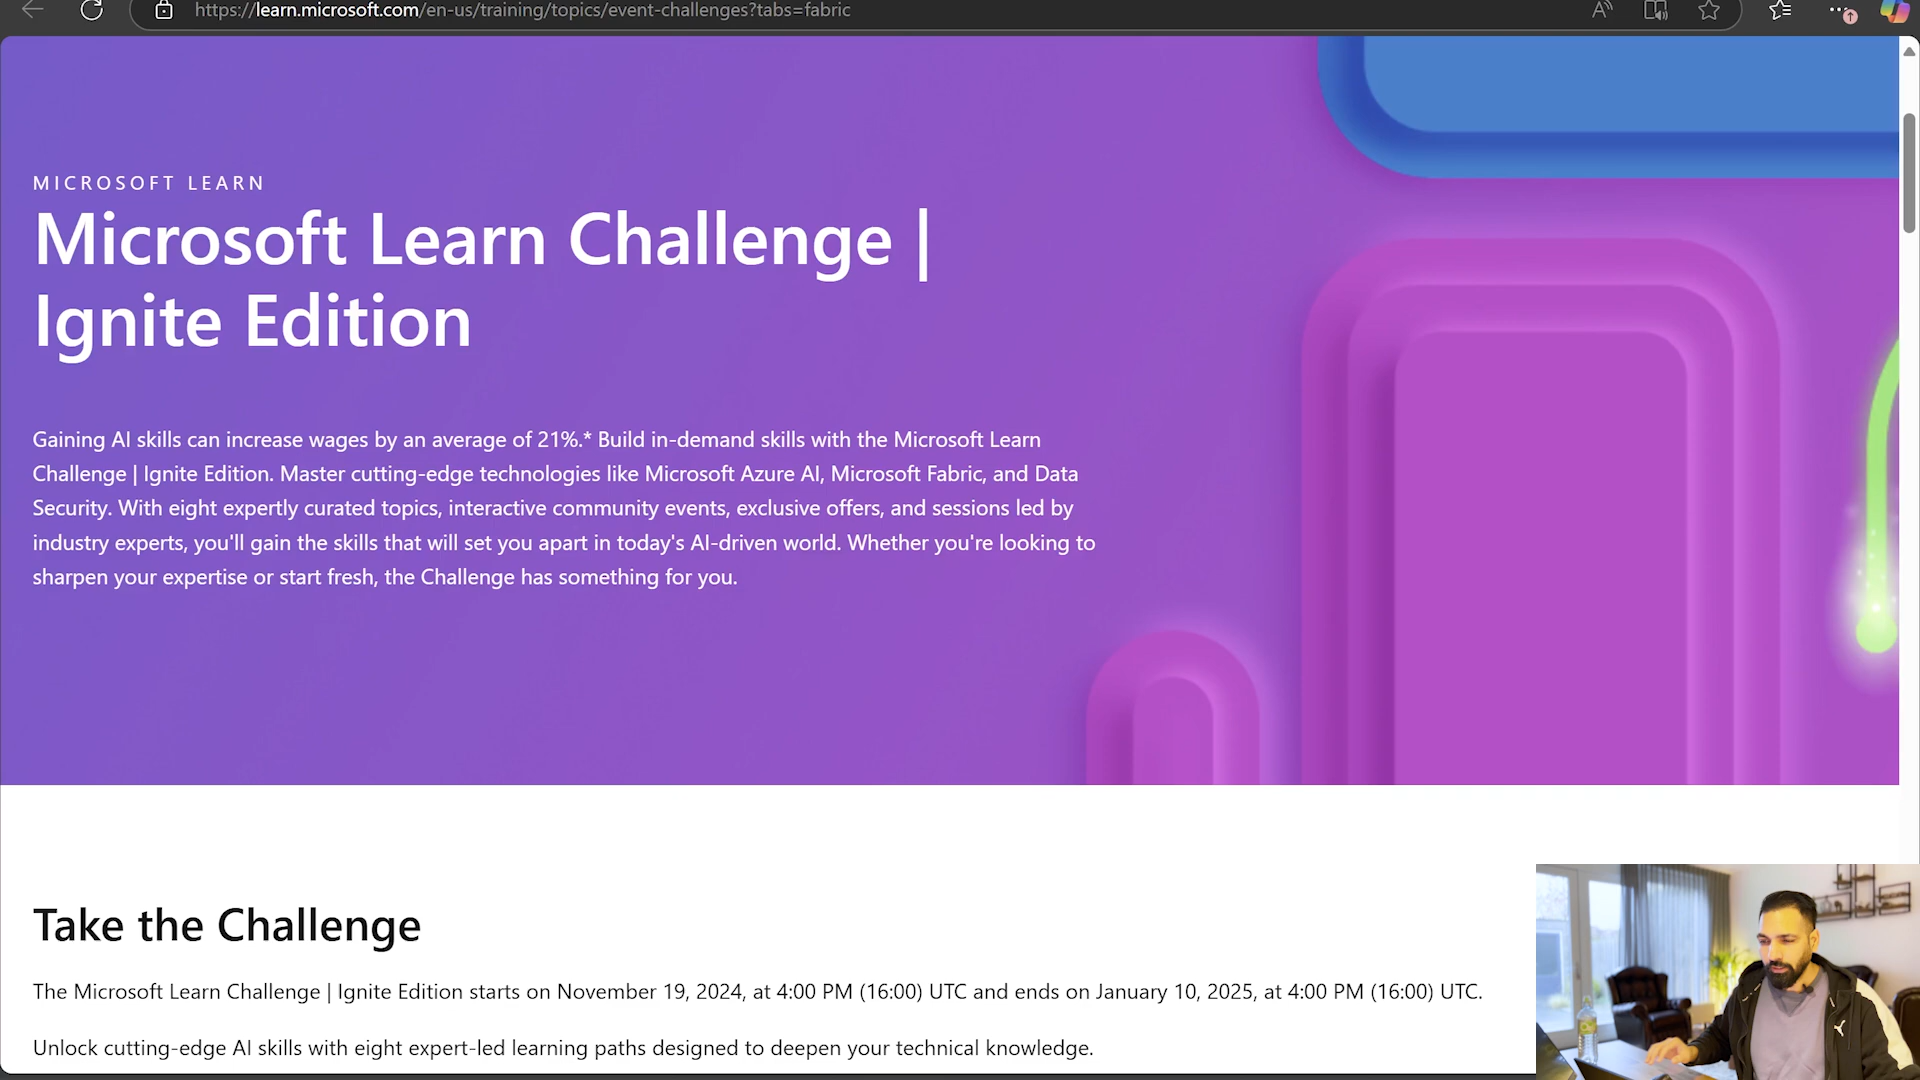 https://learn.microsoft.com/en-us/training/topics/event-challenges?tabs=fabric
MICROSOFT LEARN
Microsoft Learn Challenge |
Ignite Edition
Gaining AI skills can increase wages by an average of 21%.* Build in-demand skills with the Microsoft Learn
Challenge | Ignite Edition. Master cutting-edge technologies like Microsoft Azure AI, Microsoft Fabric, and Data
Security. With eight expertly curated topics, interactive community events, exclusive offers, and sessions led by
industry experts, you'll gain the skills that will set you apart in today's AI-driven world. Whether you're looking to
sharpen your expertise or start fresh, the Challenge has something for you.
Take the Challenge
The Microsoft Learn Challenge | Ignite Edition starts on November 19, 2024, at 4:00 PM (16:00) UTC and ends on January 10, 2025, at 4:00 PM (16:00) UTC.
Unlock cutting-edge AI skills with eight expert-led learning paths designed to deepen your technical knowledge.